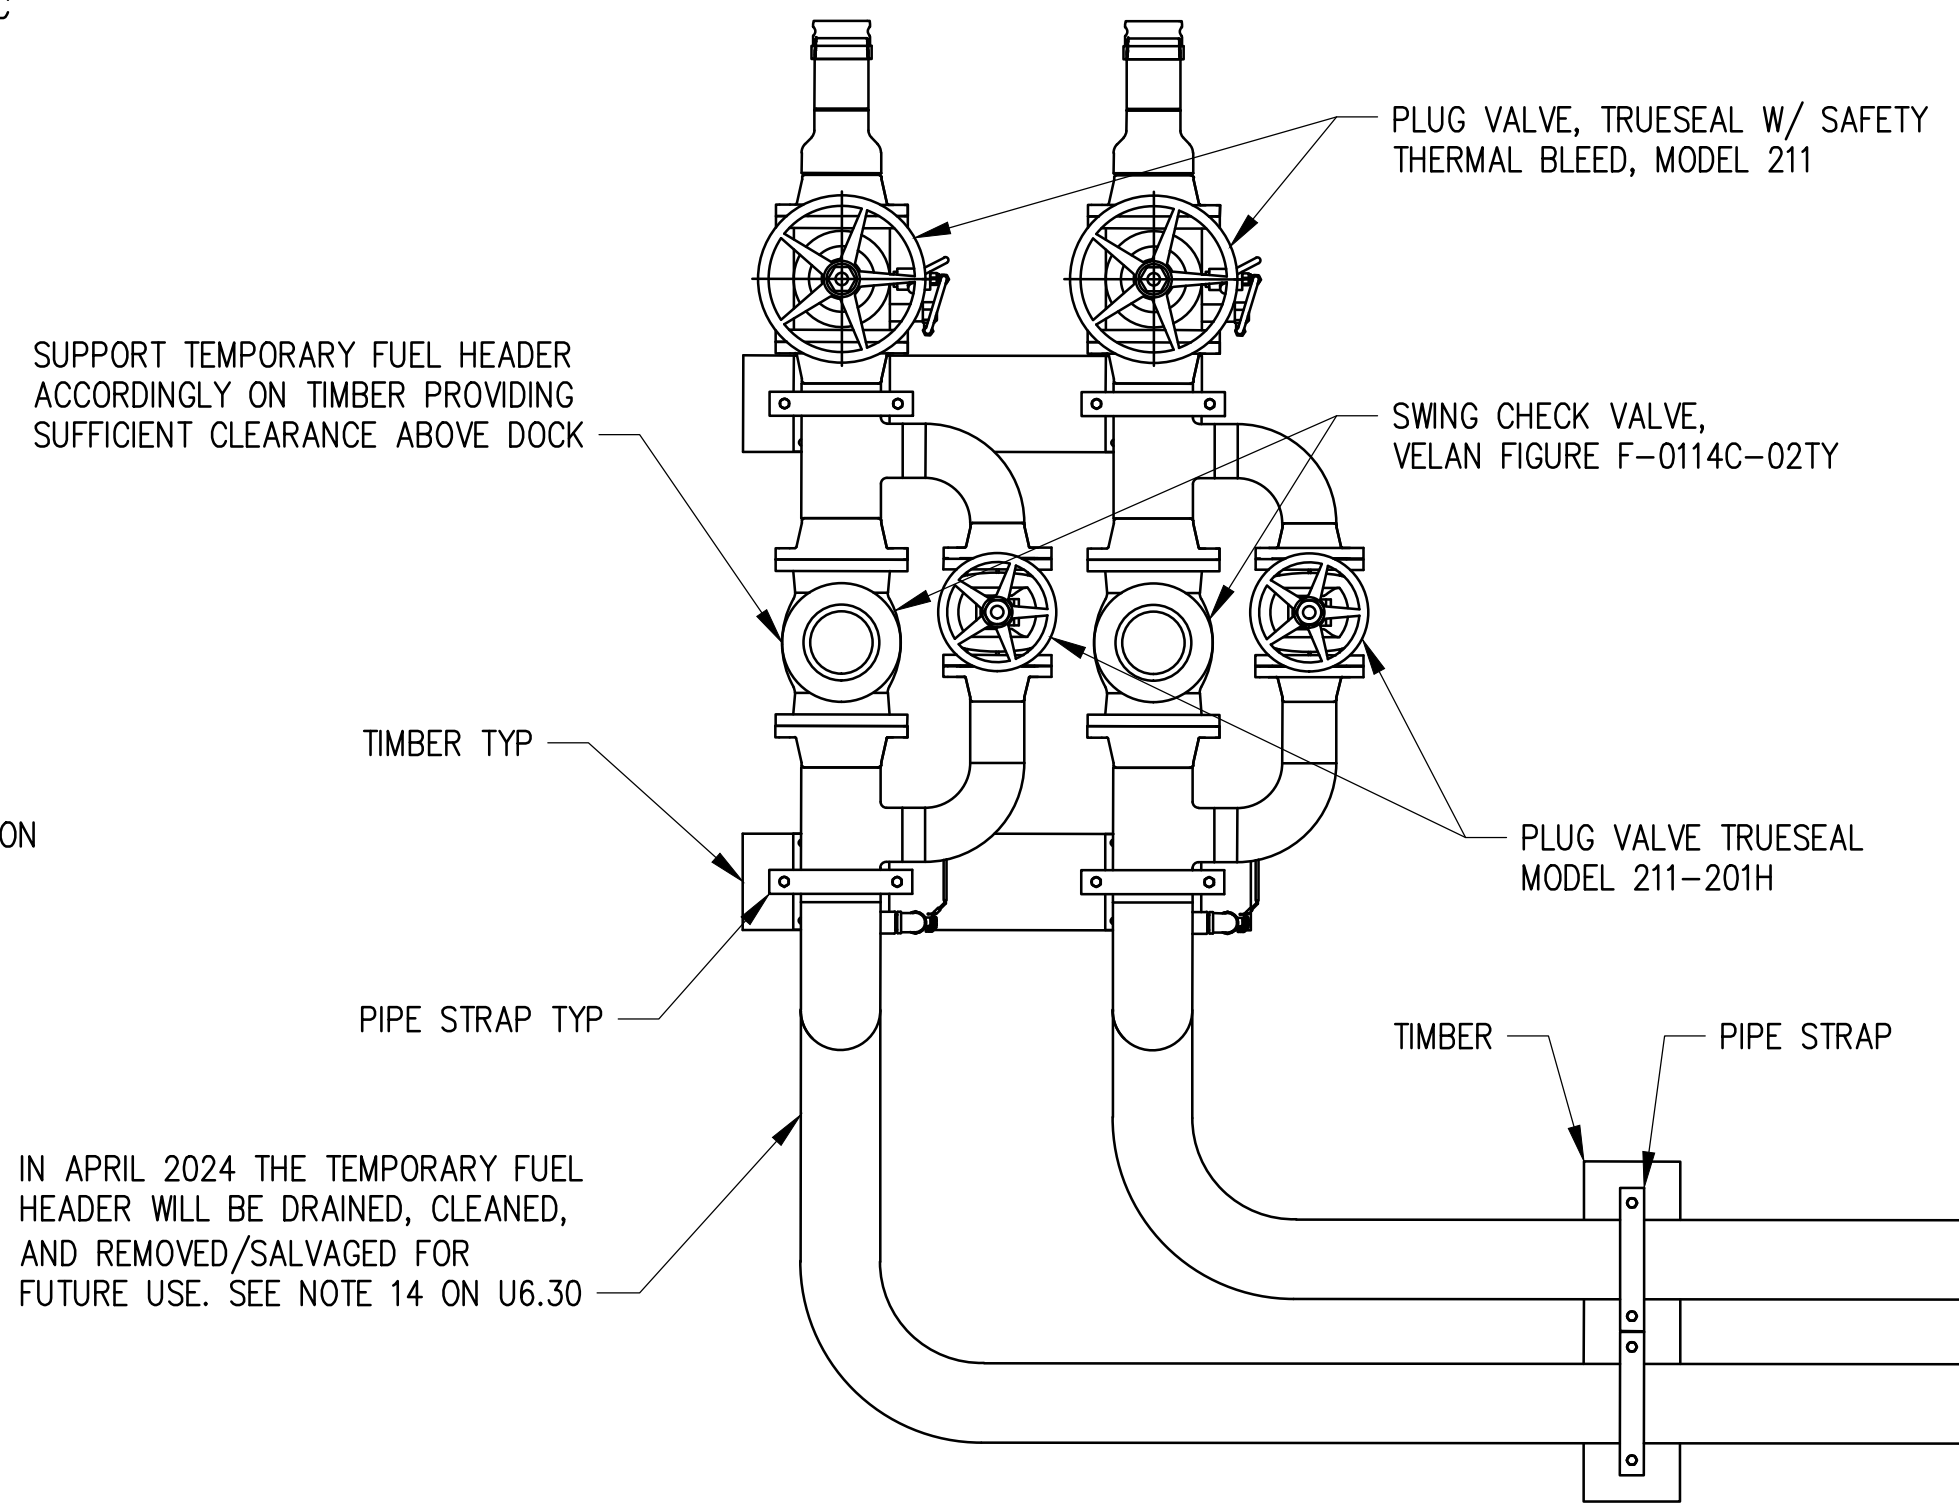 PLUG VALVE, TRUESEAL W/ SAFETY
THERMAL BLEED, MODEL 211
SUPPORT TEMPORARY FUEL HEADER
ACCORDINGLY ON TIMBER PROVIDING
SUFFICIENT CLEARANCE ABOVE DOCK
SWING CHECK VALVE,
VELAN FIGURE F-0114C-02TY
TIMBER TYP
ON
PLUG VALVE TRUESEAL
MODEL 211-201H
PIPE STRAP TYP
TIMBER
PIPE STRAP
IN APRIL 2024 THE TEMPORARY FUEL
HEADER WILL BE DRAINED, CLEANED,
AND REMOVED/SALVAGED FOR
FUTURE USE. SEE NOTE 14 ON U6.30